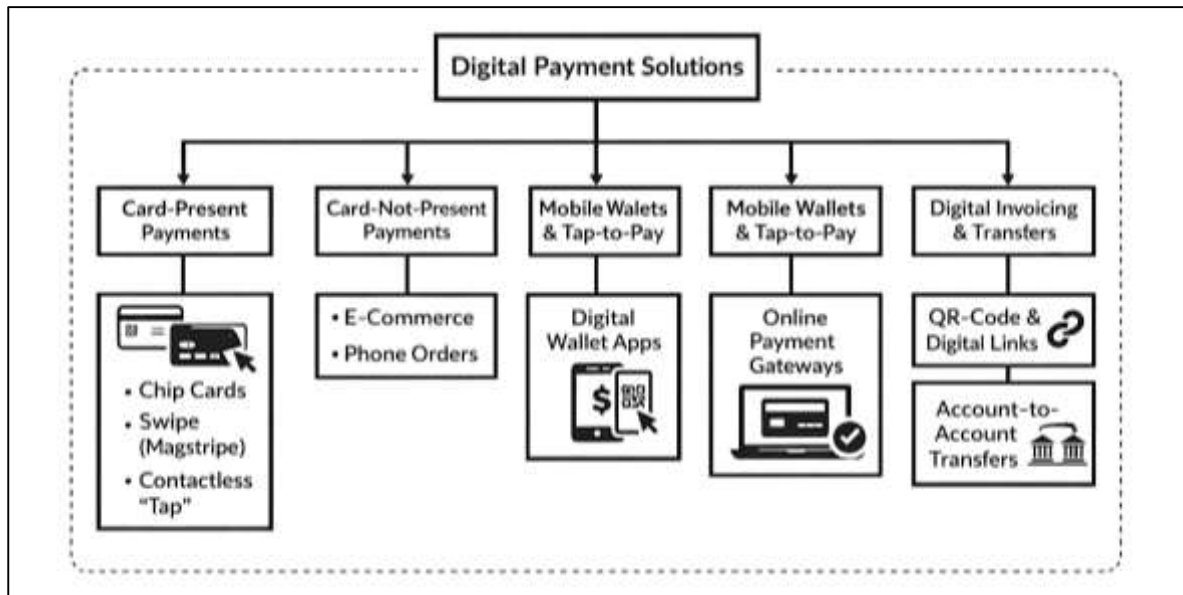 Digital Payment Solutions
Card-Present
Payments
Card-Not-Present
Payments
Mobile Walets
& Tap-to-Pay
Mobile Wallets
& Tap-to-Pay
Digital Invoicing
& Transfers
• Chip Cards
• Swipe
(Magstripe)
• Contactless
“Tap”
• E-Commerce
• Phone Orders
Digital
Wallet Apps
$
Online
Payment
Gateways
QR-Code &
Digital Links
Account-to-
Account
Transfers